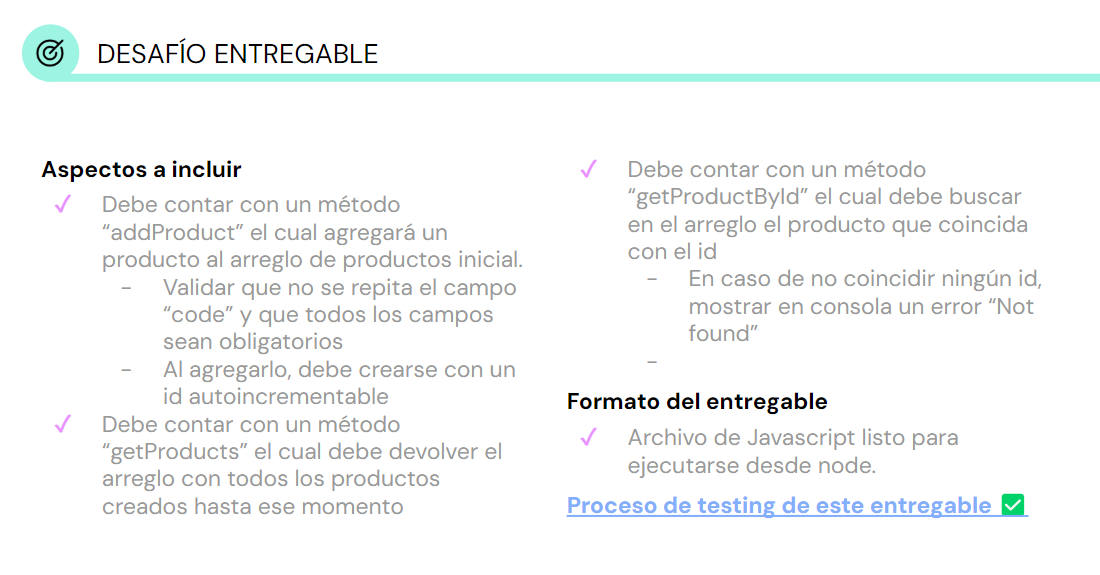 DESAFÍO ENTREGABLE
Aspectos a incluir
✓ Debe contar con un método
“addProduct” el cual agregará un
producto al arreglo de productos inicial.
- Validar que no se repita el campo
“code” y que todos los campos
sean obligatorios
- Al agregarlo, debe crearse con un
id autoincrementable
✓ Debe contar con un método
“getProducts” el cual debe devolver el
arreglo con todos los productos
creados hasta ese momento
✓ Debe contar con un método
“getProductById” el cual debe buscar
en el arreglo el producto que coincida
con el id
- En caso de no coincidir ningún id,
mostrar en consola un error “Not
found”
-
Formato del entregable
✓ Archivo de Javascript listo para
ejecutarse desde node.
Proceso de testing de este entregable ✅